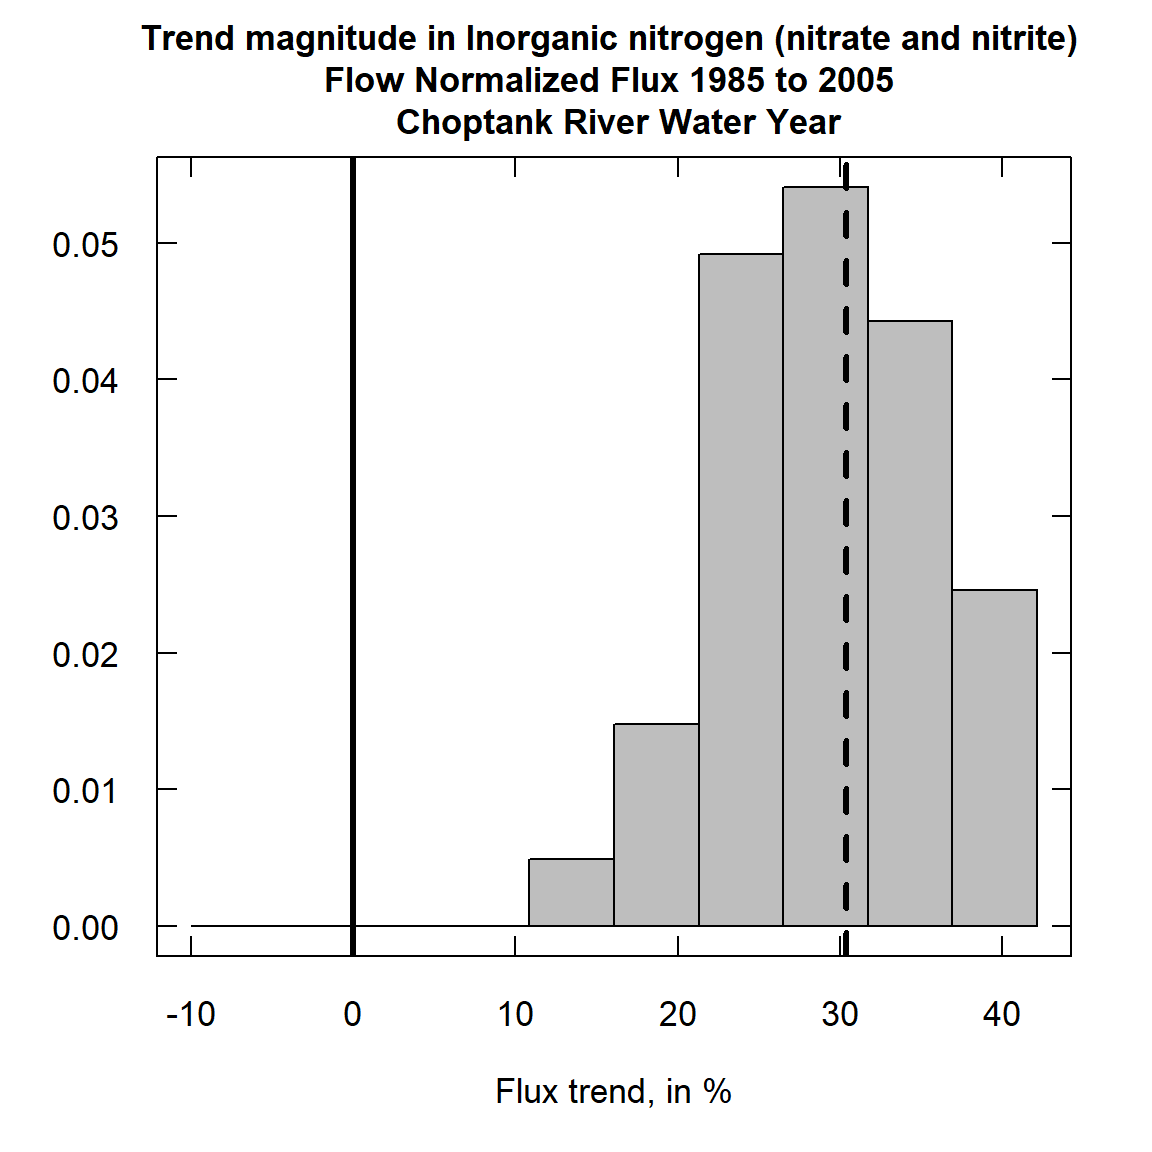 Trend magnitude in Inorganic nitrogen (nitrate and nitrite)
Flow Normalized Flux 1985 to 2005
Choptank River Water Year
0.05
0.04
0.03
0.02
0.01
0.00
-10 0 10 20 30 40
Flux trend, in %